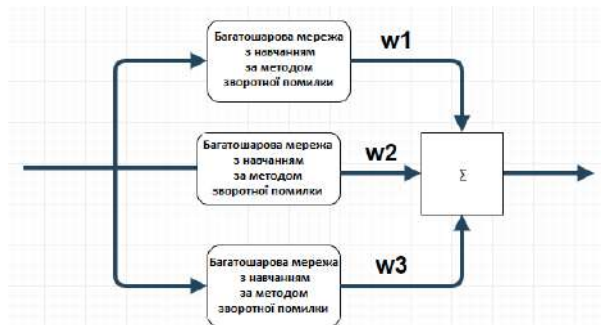 Багатошарова мережа
з навчанням
за методом
зворотної помилки
w1
Багатошарова мережа
з навчанням
за методом
зворотної помилки
w2
Σ
Багатошарова мережа
з навчанням
за методом
зворотної помилки
w3